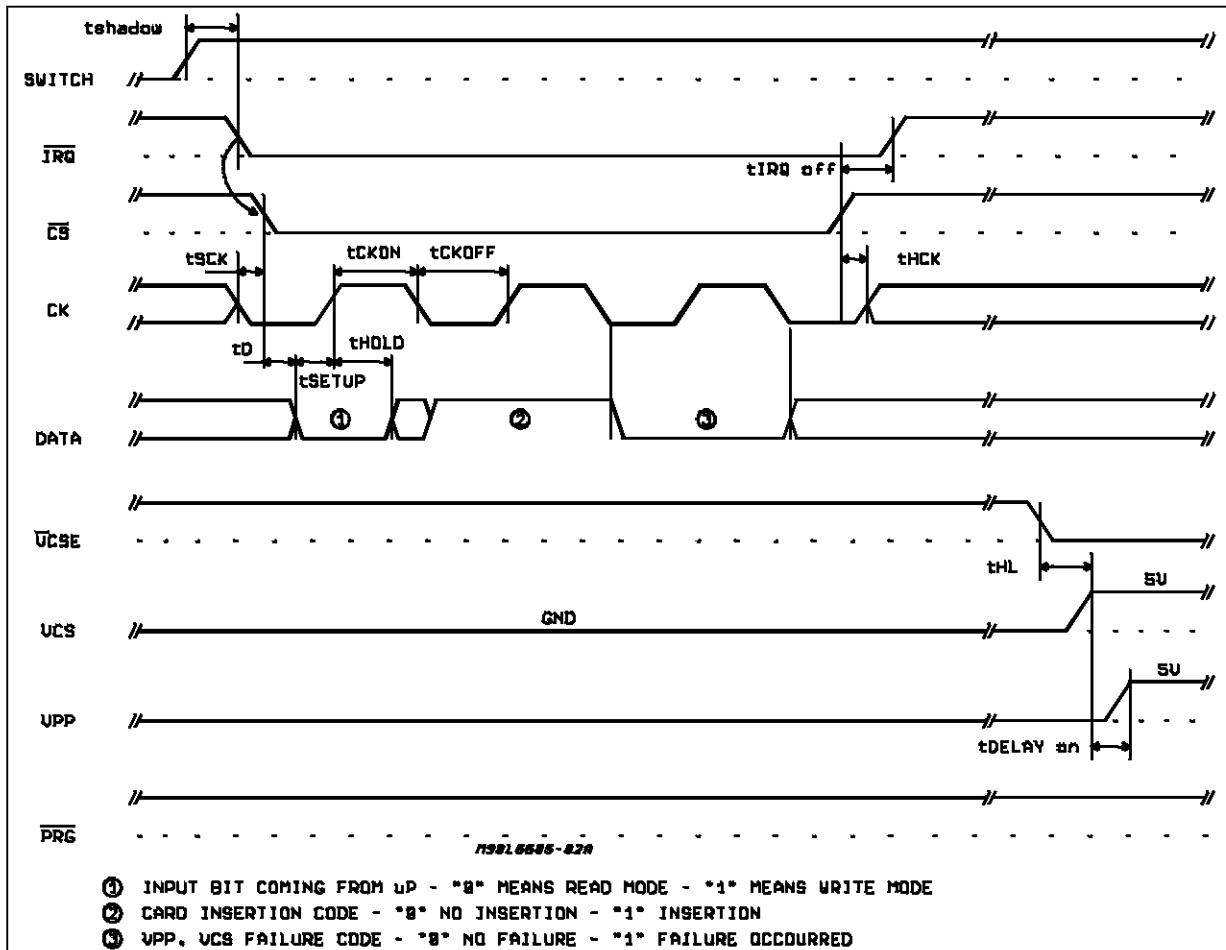 tshadow
SWITCH
IRQ
tIRQ off
CS
tSCK
tCKON
tCKOFF
tHCK
CK
tD
tHOLD
tSETUP
①
②
③
DATA
VCSE
tHL
5V
GND
VCS
5V
VPP
tDELAY on
PRG
M90L6606-02A
① INPUT BIT COMING FROM uP - "0" MEANS READ MODE - "1" MEANS WRITE MODE
② CARD INSERTION CODE - "0" NO INSERTION - "1" INSERTION
③ VPP, VCS FAILURE CODE - "0" NO FAILURE - "1" FAILURE OCCOURRED